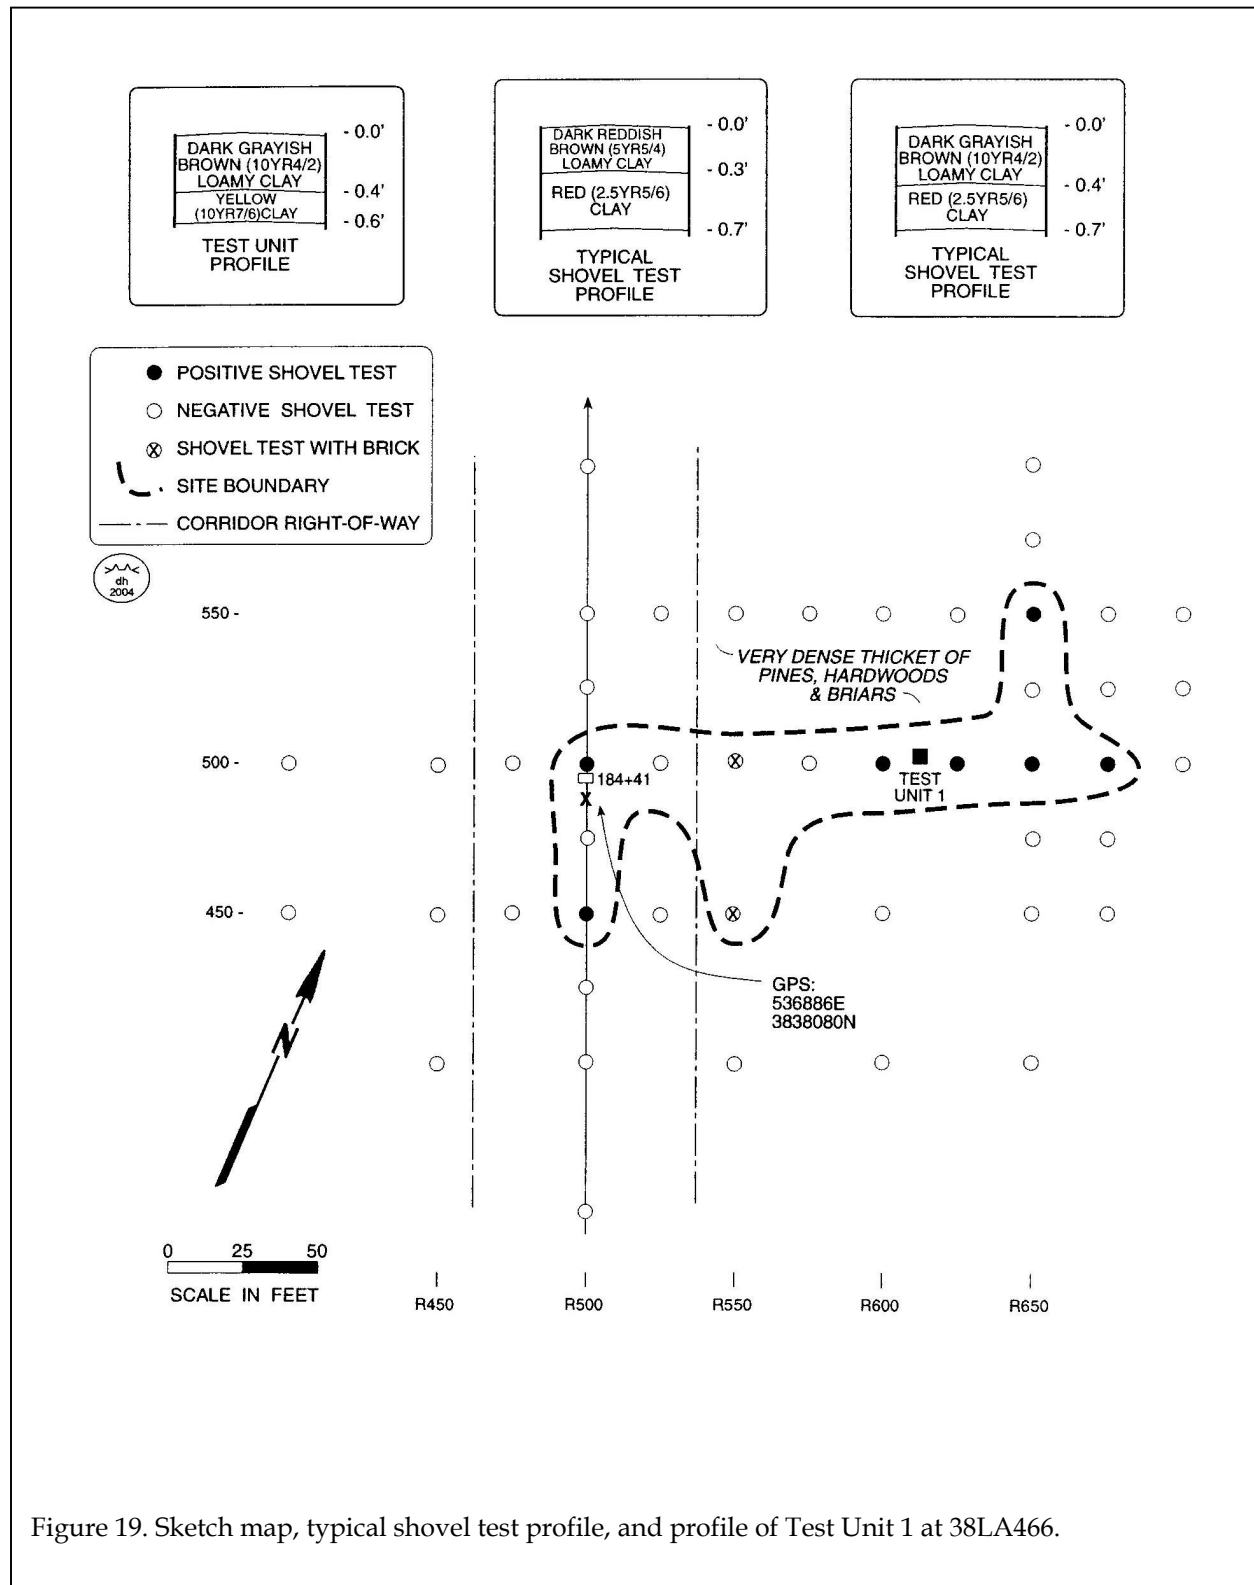 DARK GRAYISH
BROWN (10YR4/2)
LOAMY CLAY
YELLOW
(10YR7/6)CLAY
- 0.0'
- 0.4'
- 0.6'
TEST UNIT
PROFILE
DARK REDDISH
BROWN (5YR5/4)
LOAMY CLAY
RED (2.5YR5/6)
CLAY
- 0.0'
- 0.3'
- 0.7'
TYPICAL
SHOVEL TEST
PROFILE
DARK GRAYISH
BROWN (10YR4/2)
LOAMY CLAY
RED (2.5YR5/6)
CLAY
- 0.0'
- 0.4'
- 0.7'
TYPICAL
SHOVEL TEST
PROFILE
POSITIVE SHOVEL TEST
NEGATIVE SHOVEL TEST
SHOVEL TEST WITH BRICK
SITE BOUNDARY
CORRIDOR RIGHT-OF-WAY
dh
2004
550 -
VERY DENSE THICKET OF
PINES, HARDWOODS
& BRIARS
500 -
184+41
X
TEST
UNIT 1
450 -
GPS:
536886E
3838080N
N
0 25 50
SCALE IN FEET
R450 R500 R550 R600 R650
Figure 19. Sketch map, typical shovel test profile, and profile of Test Unit 1 at 38LA466.